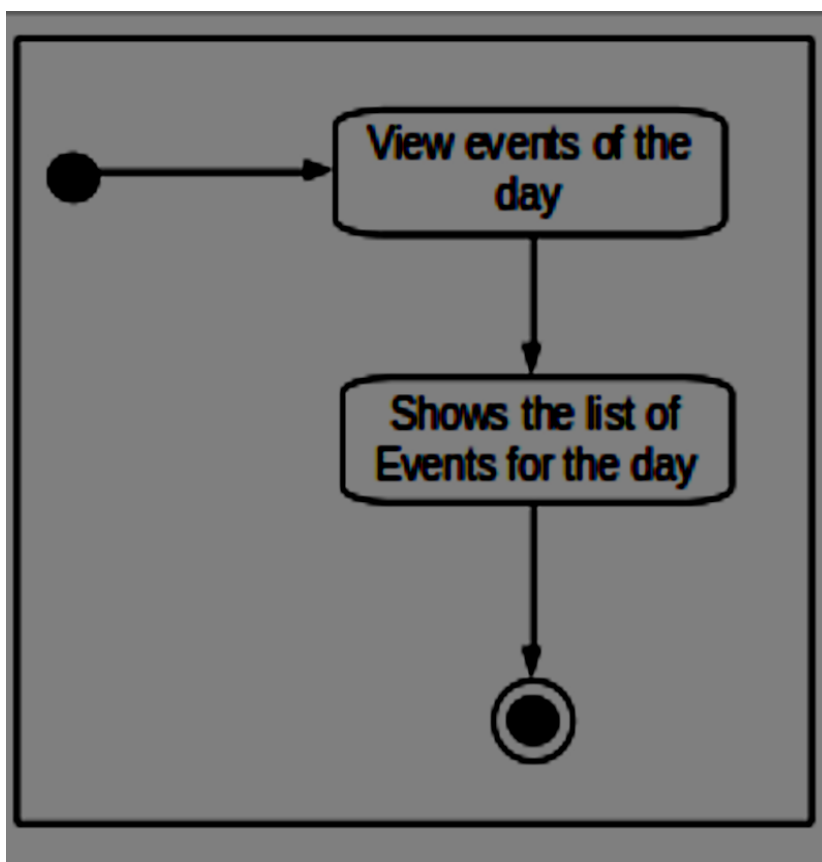 View events of the
day
Shows the list of
Events for the day